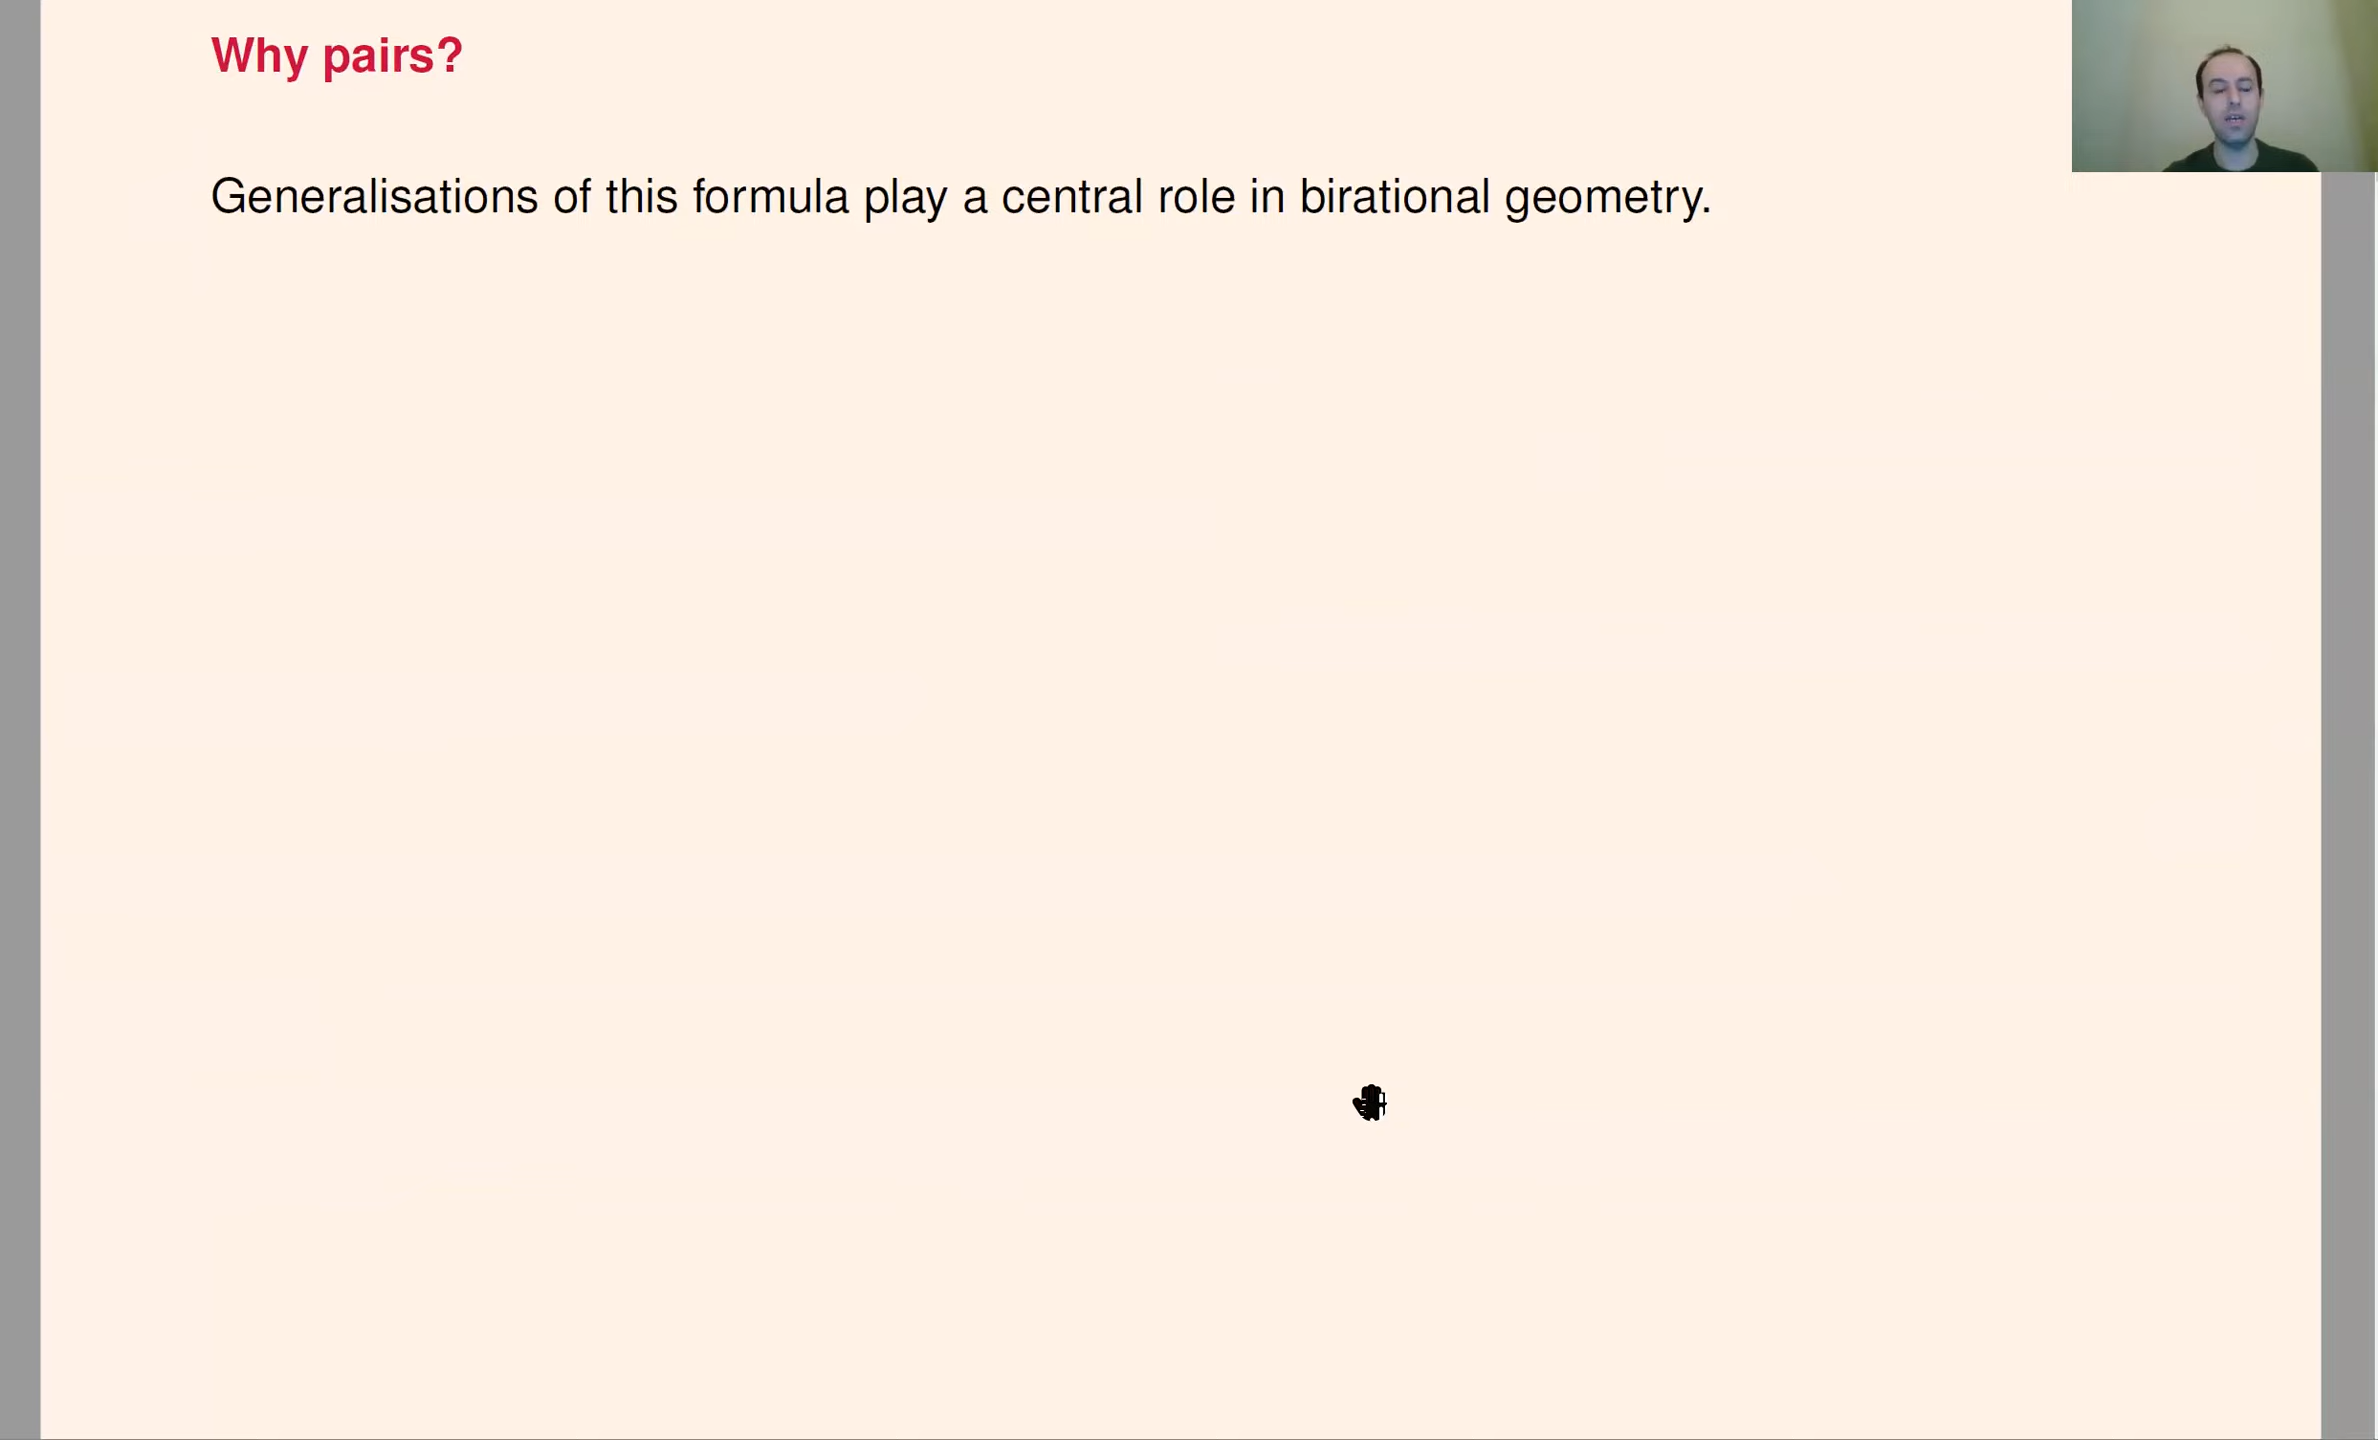 Why pairs?
Generalisations of this formula play a central role in birational geometry.